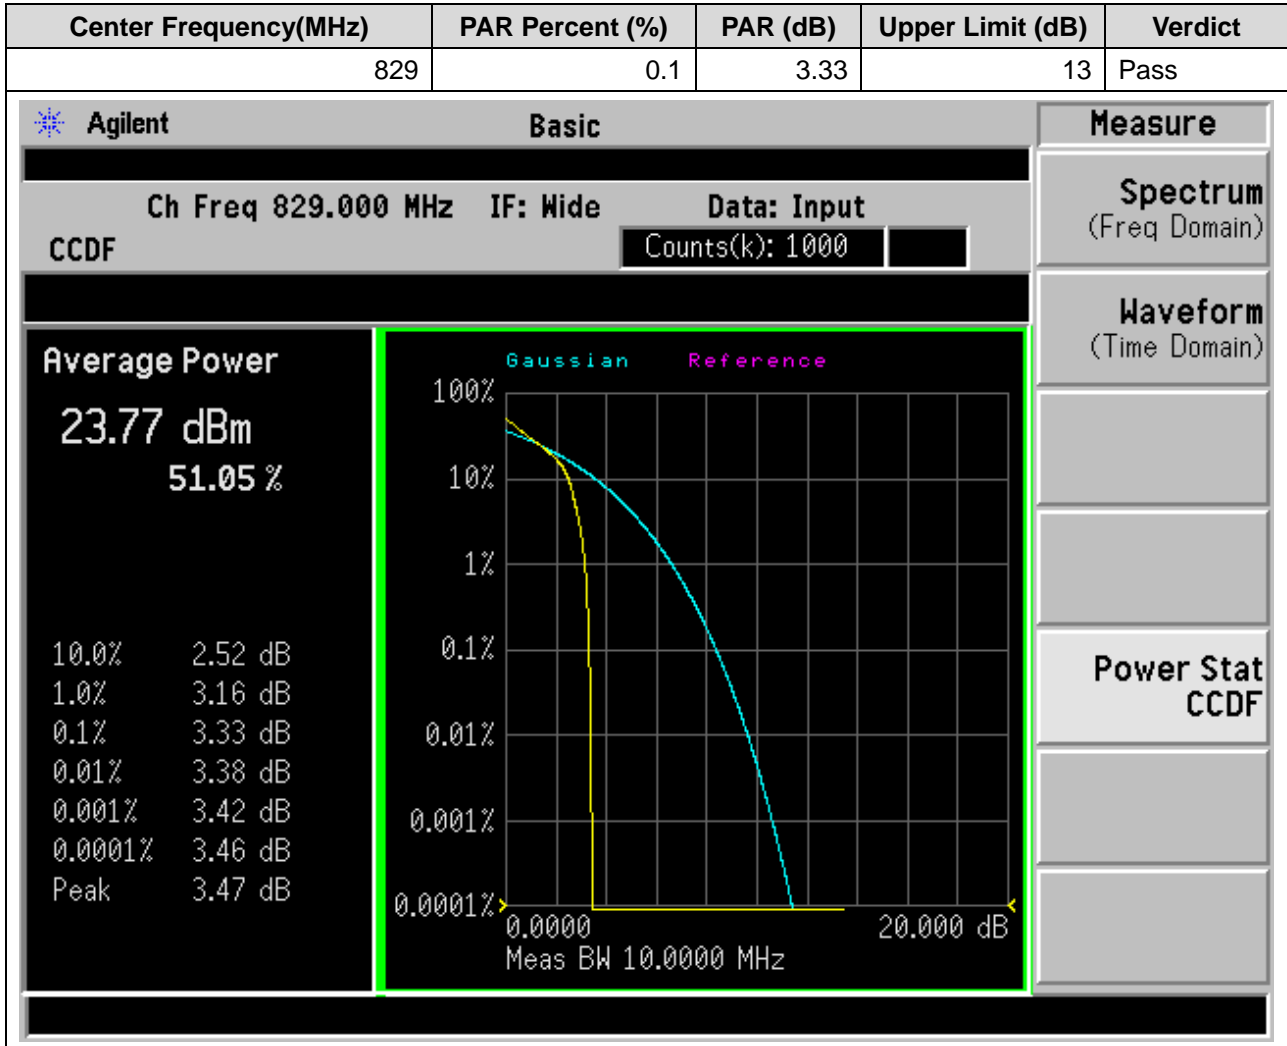 Center Frequency(MHz) PAR Percent (%) PAR (dB) Upper Limit (dB) Verdict
829 0.1 3.33 13 Pass
Agilent Basic Measure
Ch Freq 829.000 MHz IF: Wide Data: Input
CCDF Counts(k): 1000
Spectrum
(Freq Domain)
Waveform
(Time Domain)
Power Stat
CCDF
Average Power
23.77 dBm
51.05 %
10.0% 2.52 dB
1.0% 3.16 dB
0.1% 3.33 dB
0.01% 3.38 dB
0.001% 3.42 dB
0.0001% 3.46 dB
Peak 3.47 dB
Gaussian Reference
100%
10%
1%
0.1%
0.01%
0.001%
0.0001%
0.0000 20.000 dB
Meas BW 10.0000 MHz